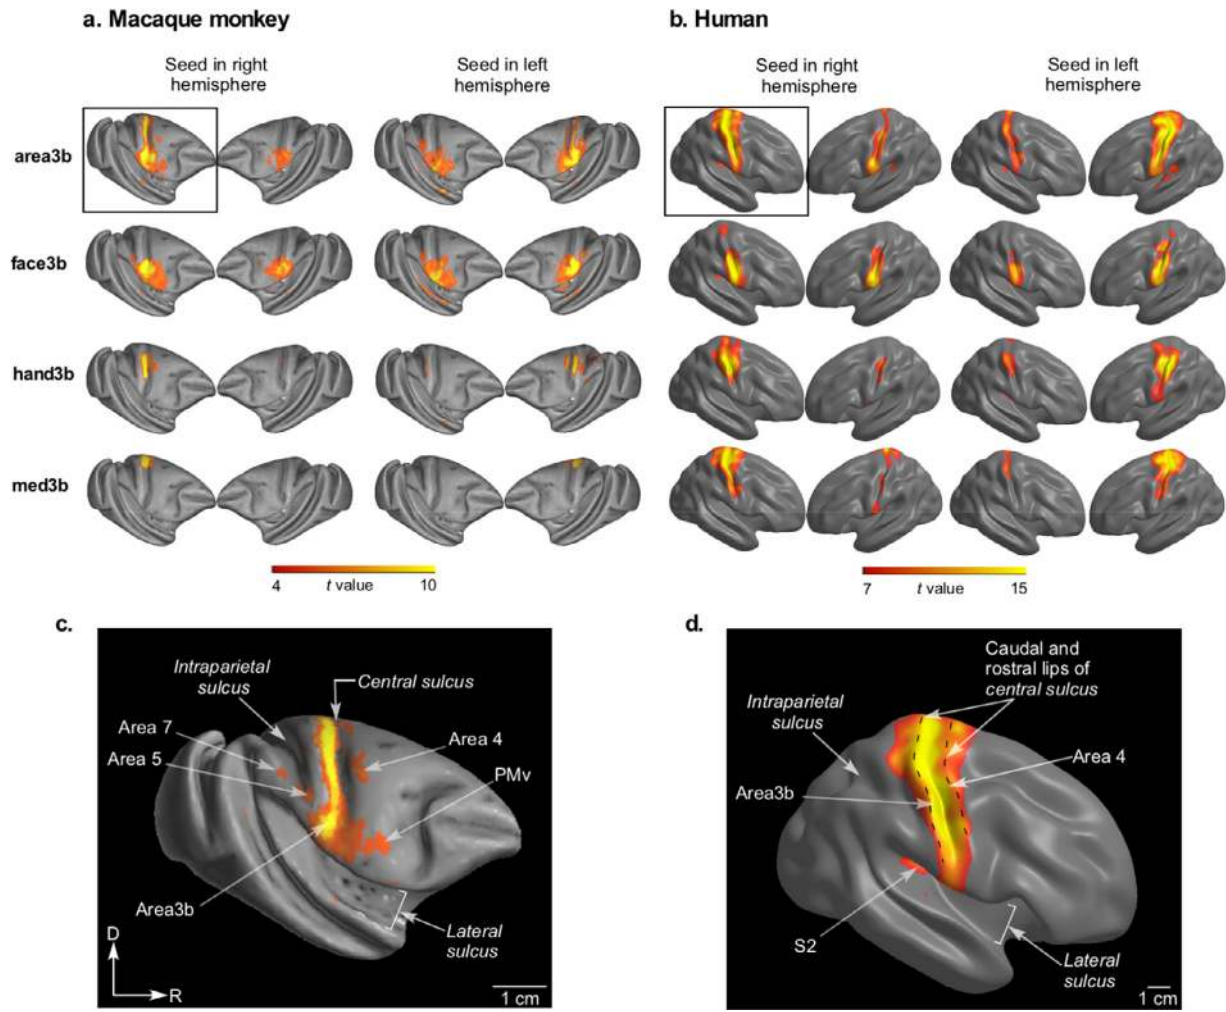 a. Macaque monkey
b. Human
Seed in right
hemisphere
Seed in left
hemisphere
Seed in right
hemisphere
Seed in left
hemisphere
area3b
face3b
hand3b
med3b
4 t value 10
7 t value 15
c.
Intraparietal
sulcus
Central sulcus
Area 7
Area 5
Area 4
PMv
Area3b
Lateral
sulcus
D
R
1 cm
d.
Caudal and
rostral lips of
central sulcus
Intraparietal
sulcus
Area 4
Area3b
S2
Lateral
sulcus
1 cm